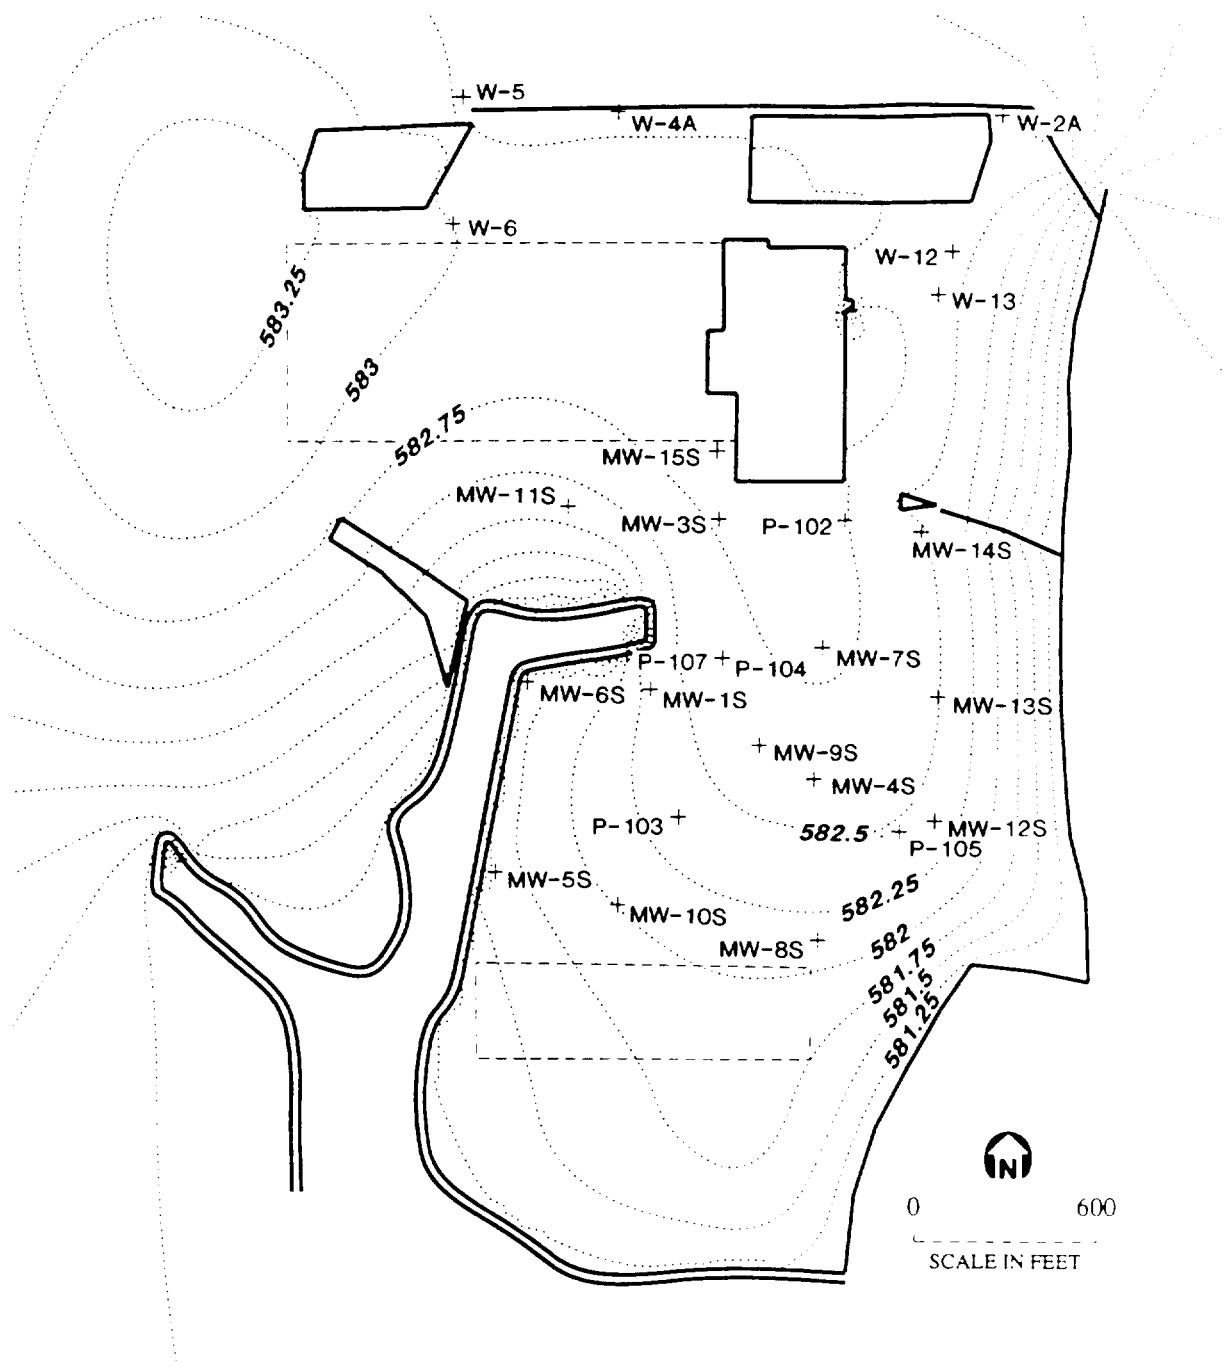 W-5
W-4A
W-2A
W-6
W-12
W-13
583.25
583
582.75
MW-15S
MW-11S
MW-3S
P-102
MW-14S
P-107
P-104
MW-7S
MW-6S
MW-1S
MW-13S
MW-9S
MW-4S
P-103
582.5
MW-12S
P-105
MW-5S
582.25
MW-10S
MW-8S
582
581.75
581.5
581.25
N
0 600
SCALE IN FEET